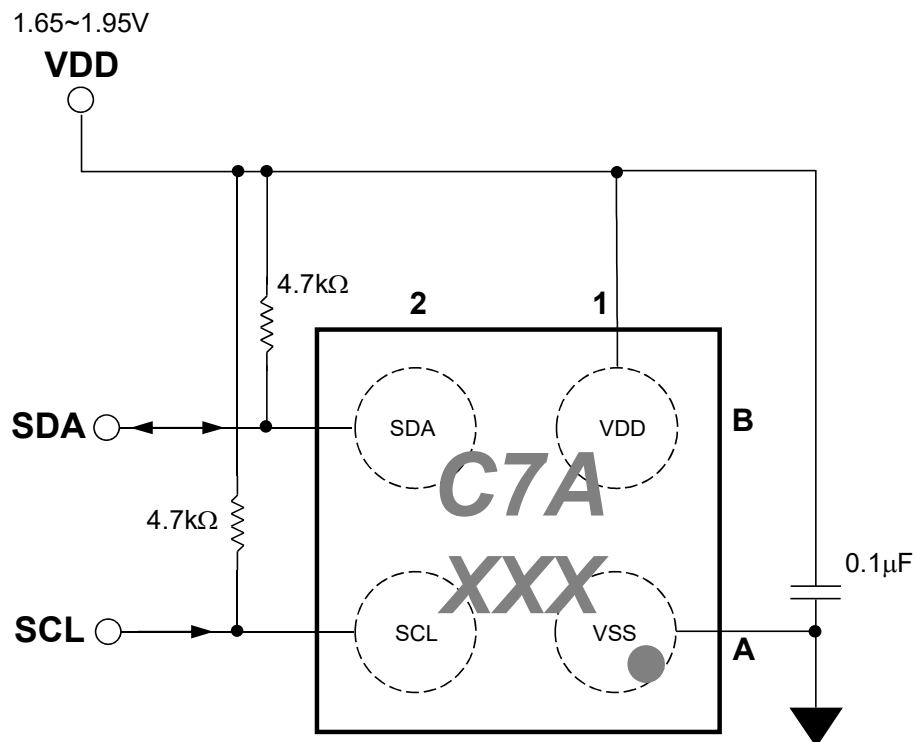 1.65~1.95V
VDD
4.7kΩ
2
1
SDA
SDA
VDD
B
C7A
4.7kΩ
XXX
0.1μF
SCL
SCL
VSS
A